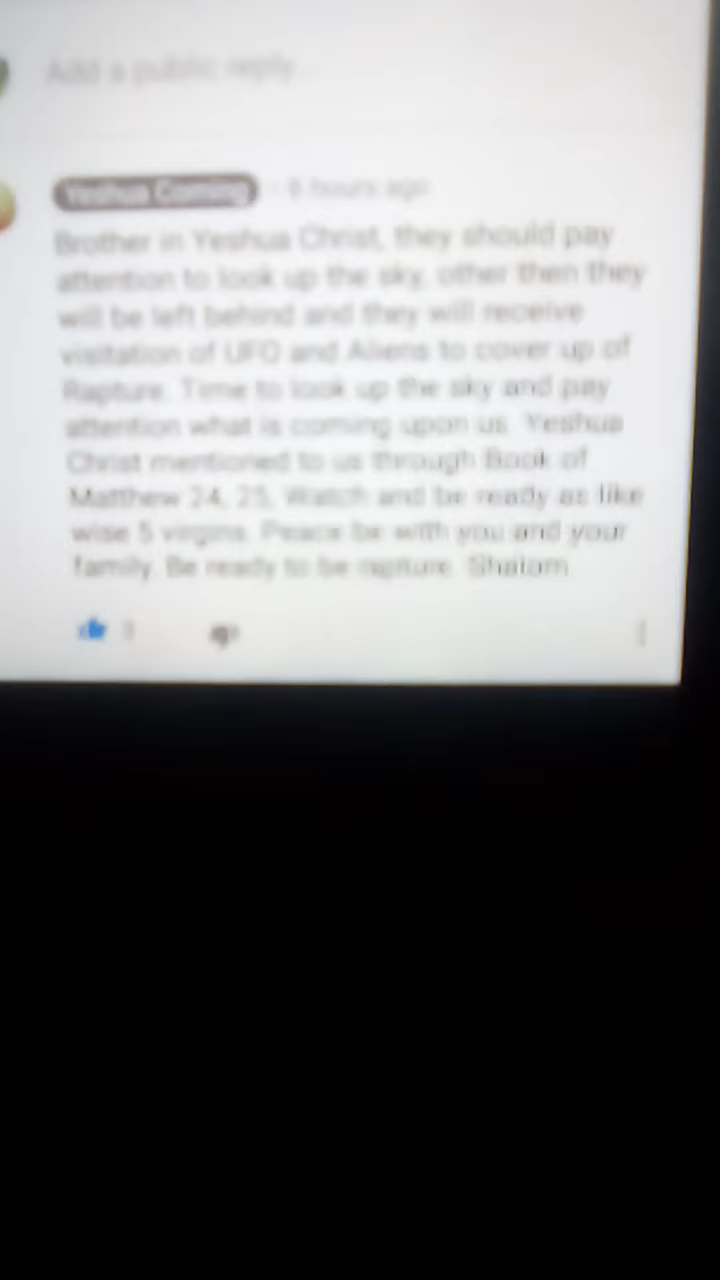 Add a public reply...
Yeshua Coming · 6 hours ago
Brother in Yeshua Christ, they should pay
attention to look up the sky, other then they
will be left behind and they will receive
visitation of UFO and Aliens to cover up of
Rapture. Time to look up the sky and pay
attention what is coming upon us. Yeshua
Christ mentioned to us through Book of
Matthew 24, 25, Watch and be ready as like
wise 5 virgins. Peace be with you and your
family. Be ready to be rapture. Shalom
3